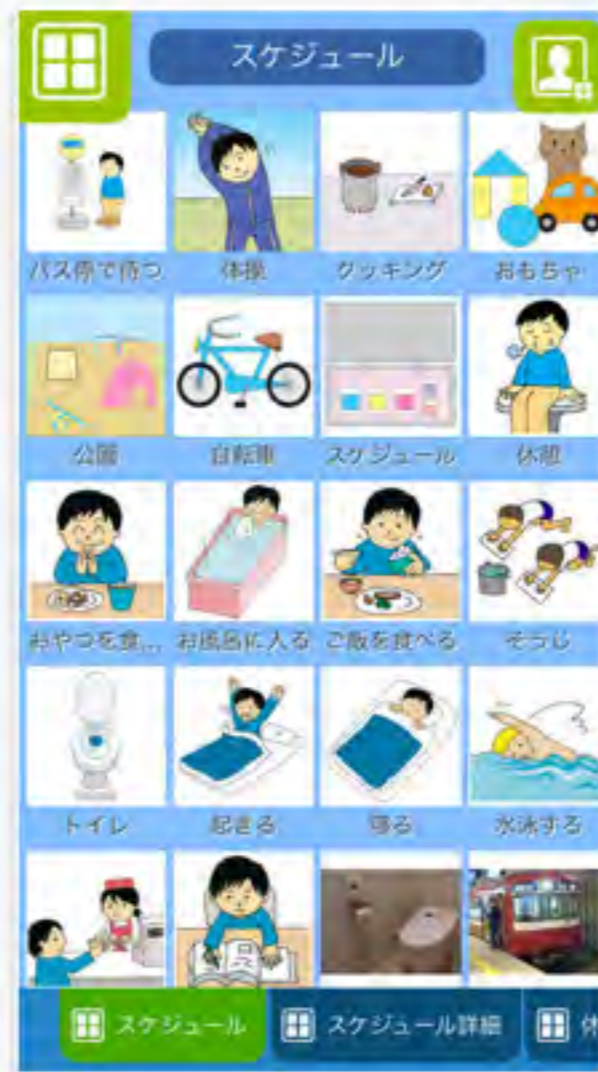 スケジュール
バス停で待つ
体操
クッキング
おもちゃ
公園
自転車
スケジュール
休憩
おやつを食...
お風呂に入る
ご飯を食べる
そうじ
トイレ
起きる
寝る
水泳する
スケジュール
スケジュール詳細
休